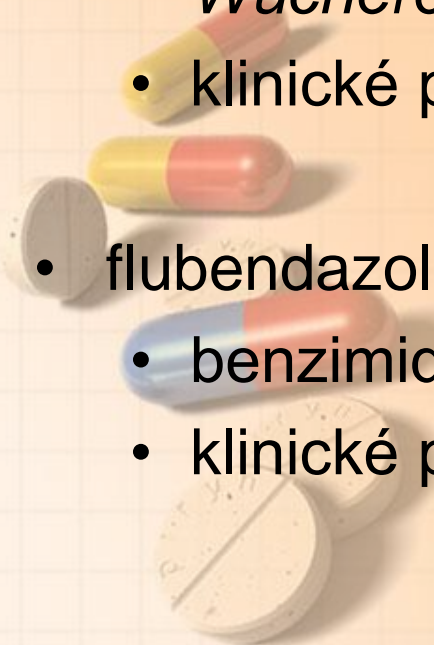 • klinické p
• flubendazol
• benzimid
• klinické p